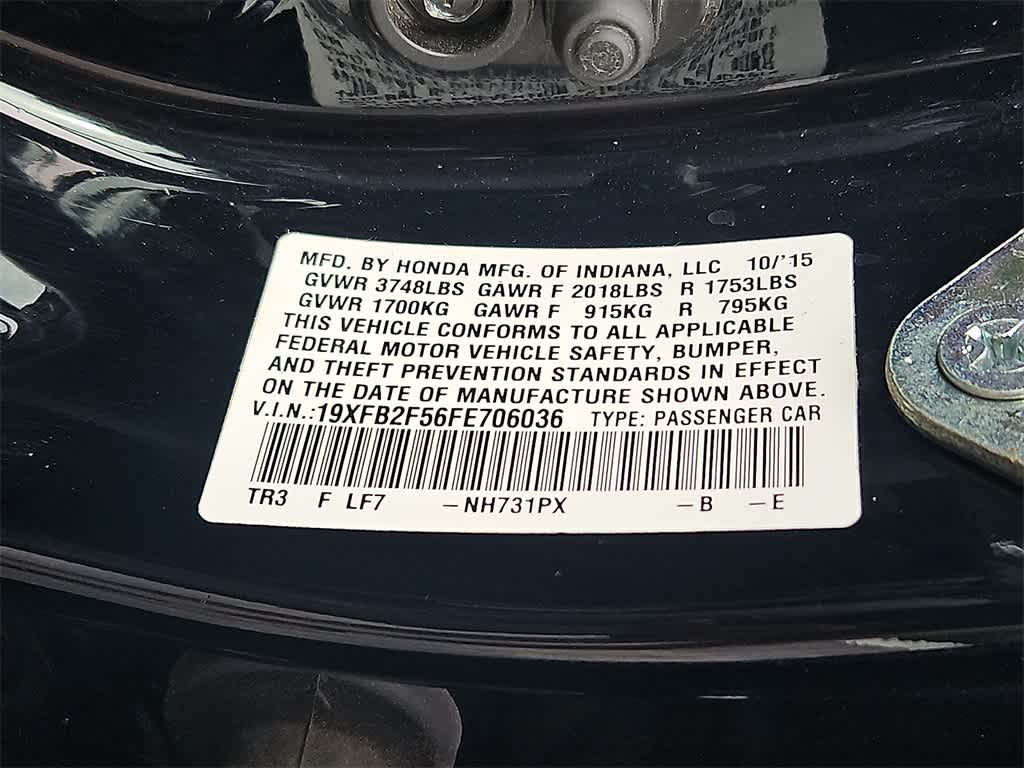 MFD. BY HONDA MFG. OF INDIANA, LLC 10/'15
GVWR 3748LBS GAWR F 2018LBS R 1753LBS
GVWR 1700KG GAWR F 915KG R 795KG
THIS VEHICLE CONFORMS TO ALL APPLICABLE
FEDERAL MOTOR VEHICLE SAFETY, BUMPER,
AND THEFT PREVENTION STANDARDS IN EFFECT
ON THE DATE OF MANUFACTURE SHOWN ABOVE.
V.I.N.:19XFB2F56FE706036 TYPE: PASSENGER CAR
TR3 F LF7 –NH731PX –B –E